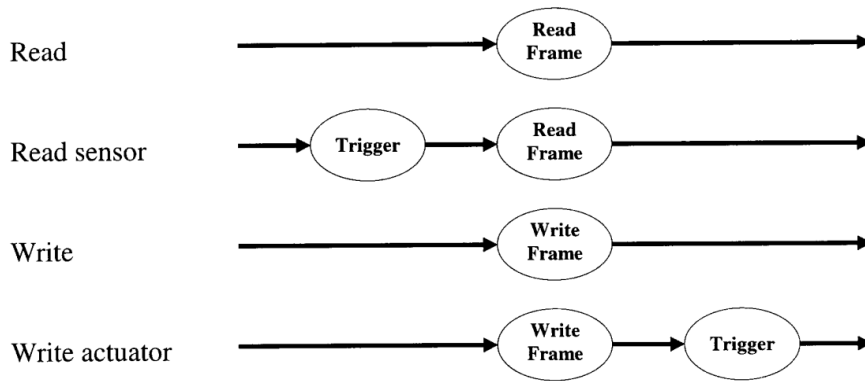 Read
Read
Frame
Read sensor
Trigger
Read
Frame
Write
Write
Frame
Write actuator
Write
Frame
Trigger